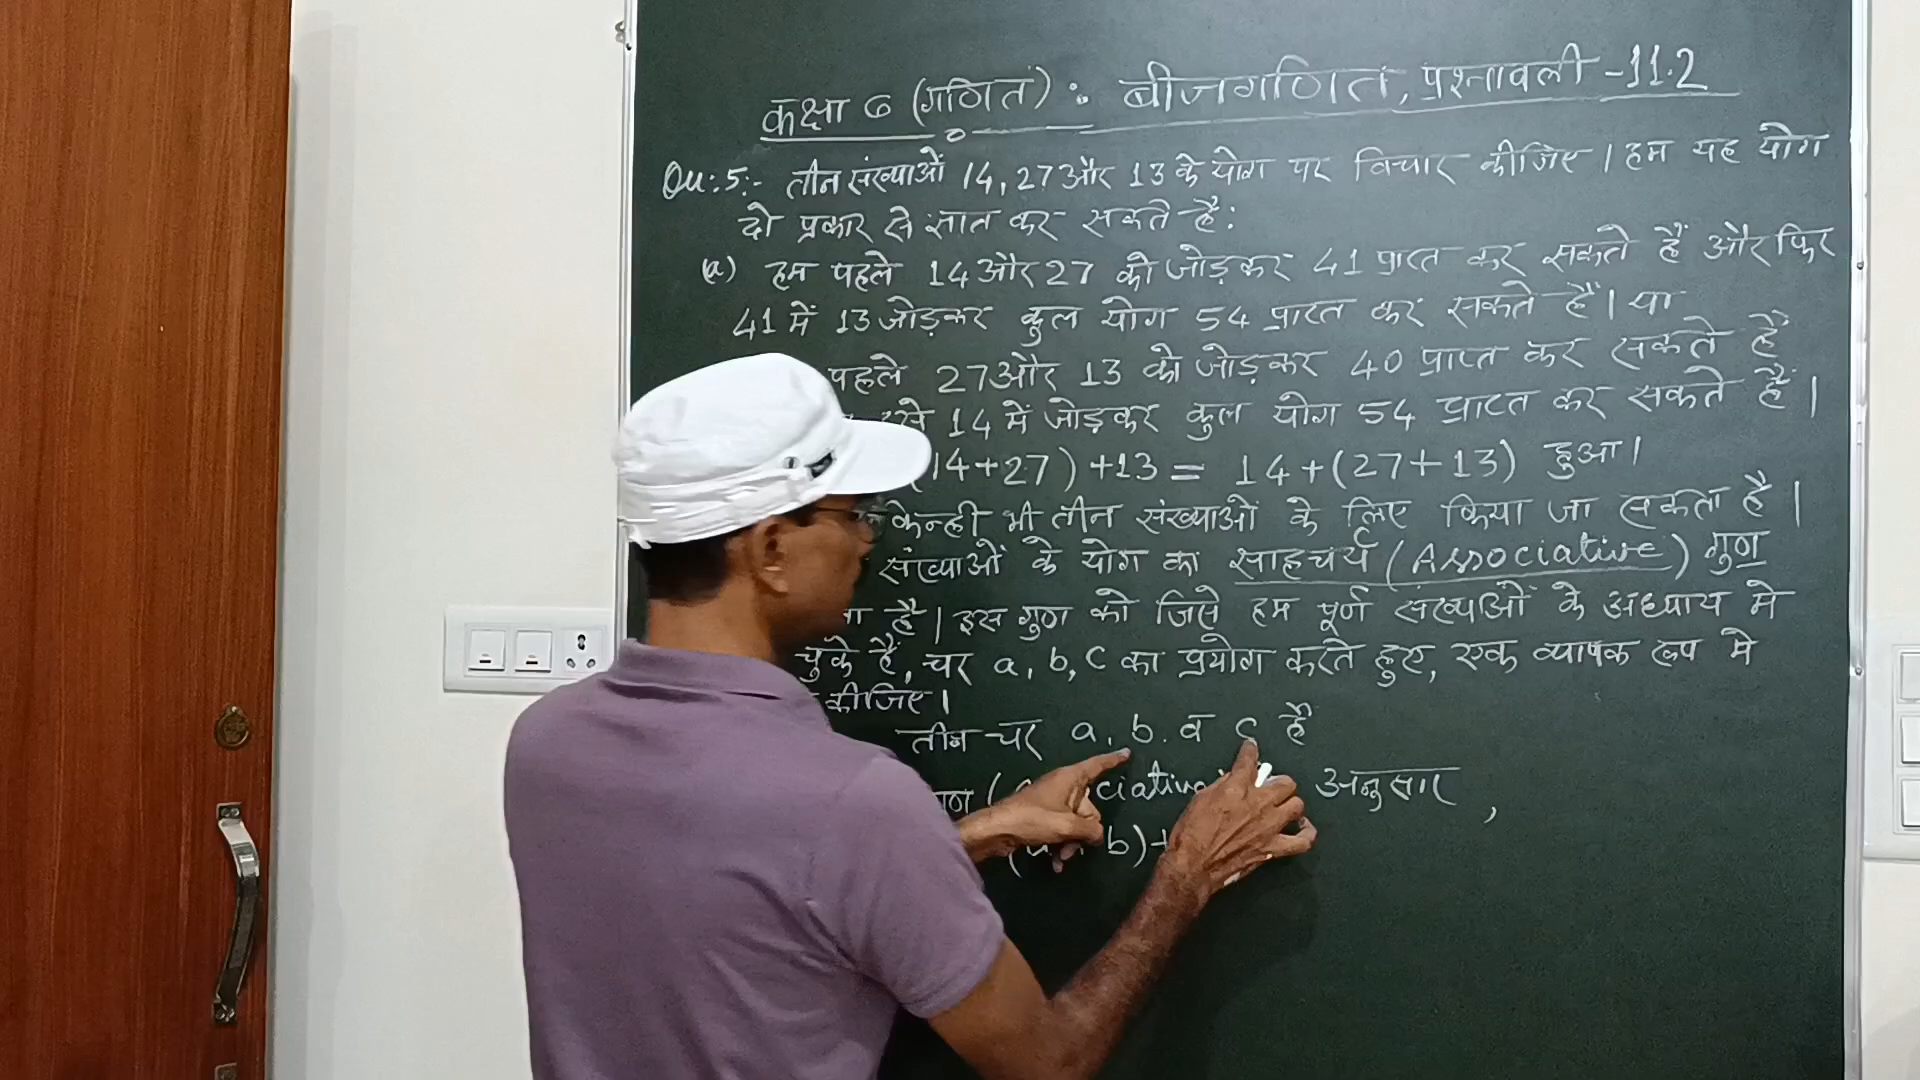 कक्षा 6 (गणित) : बीजगणित, प्रश्नावली - 11.2
Qu: 5:- तीन संख्याओं 14, 27 और 13 के योग पर विचार कीजिए । हम यह योग
दो प्रकार से ज्ञात कर सकते है :
(a) हम पहले 14 और 27 को जोड़कर 41 प्राप्त कर सकते हैं और फिर
41 में 13 जोड़कर कुल योग 54 प्राप्त कर सकते हैं । या
पहले 27 और 13 को जोड़कर 40 प्राप्त कर सकते हैं
14 में जोड़कर कुल योग 54 प्राप्त कर सकते हैं ।
(14+27) +13 = 14+(27+13) हुआ ।
किन्ही भी तीन संख्याओं के लिए किया जा सकता है ।
संख्याओं के योग का साहचर्य (Associative) गुण
है । इस गुण को जिसे हम पूर्ण संख्याओं के अध्याय मे
चुके हैं, चर a, b, c का प्रयोग करते हुए, एक व्यापक रूप मे
कीजिए ।
तीन चर a, b. व c है
अनुसार ,
b)+